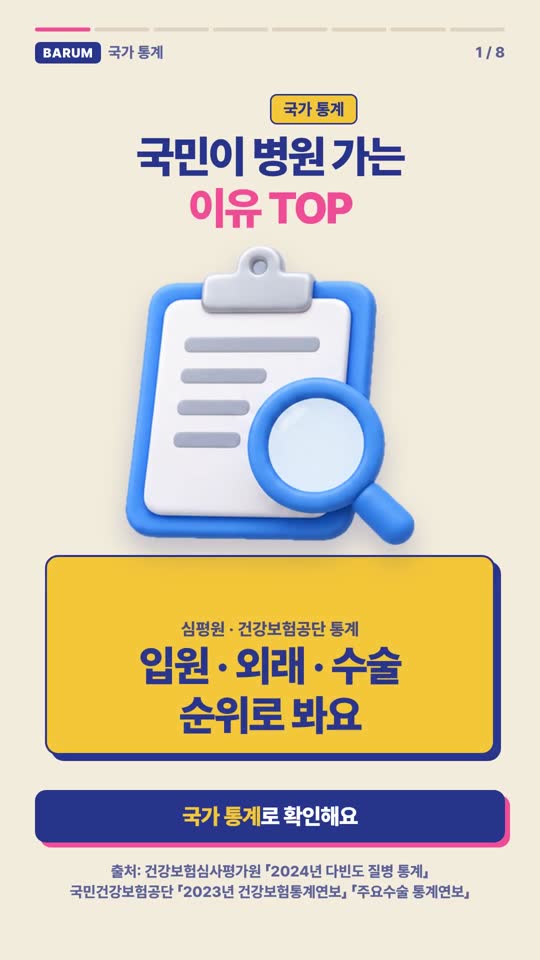 BARUM 국가 통계 1 / 8
국가 통계
국민이 병원 가는
이유 TOP
심평원 · 건강보험공단 통계
입원 · 외래 · 수술
순위로 봐요
국가 통계로 확인해요
출처: 건강보험심사평가원 「2024년 다빈도 질병 통계」
국민건강보험공단 「2023년 건강보험통계연보」 「주요수술 통계연보」